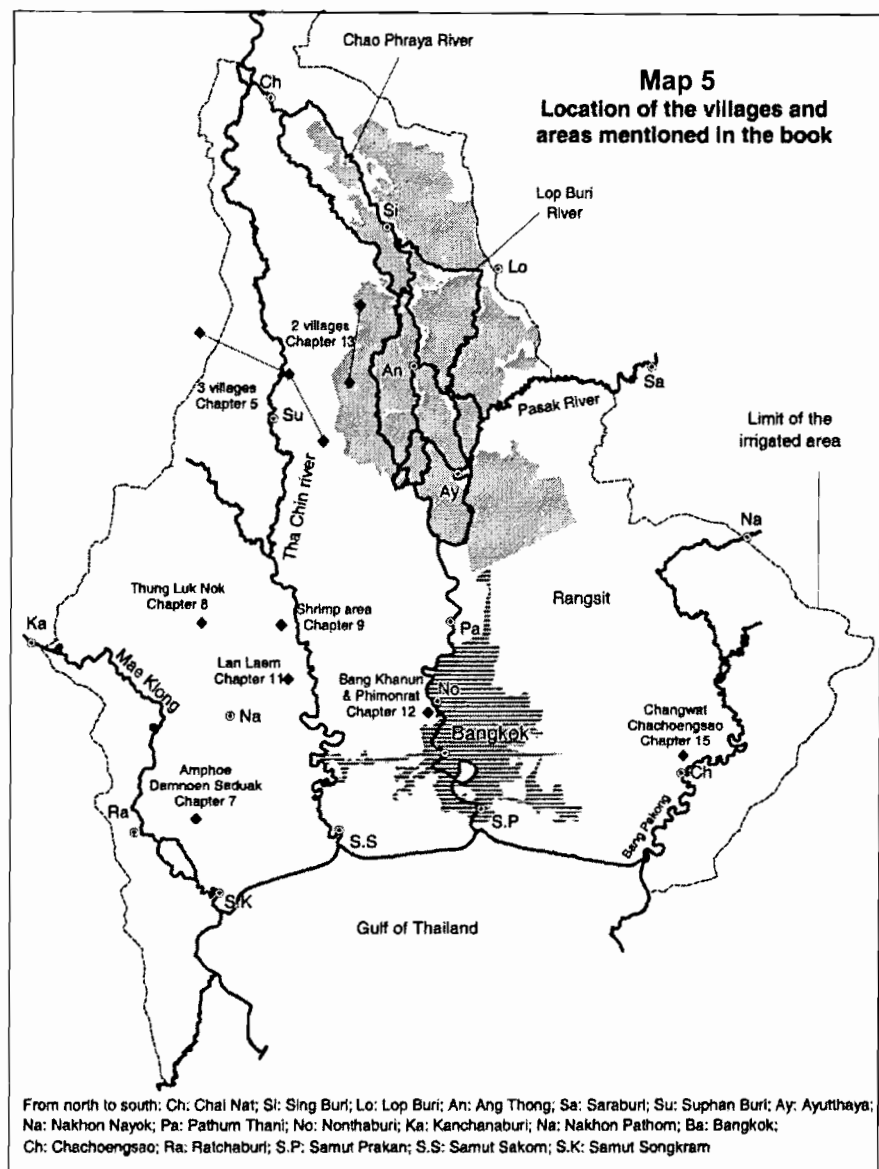 Map 5
Location of the villages and
areas mentioned in the book
Chao Phraya River
Ch
Lop Buri
River
Si
Lo
2 villages
Chapter 13
An
3 villages
Chapter 5
Su
Sa
Pasak River
Limit of the
irrigated area
Tha Chin river
Ay
Na
Thung Luk Nok
Chapter 8
Shrimp area
Chapter 9
Rangsit
Ka
Pa
Mae Klong
Lan Laem
Chapter 11
Bang Khanun
& Phimonrat
Chapter 12
No
Na
Changwat
Chachoengsao
Chapter 15
Bangkok
Ch
Amphoe
Damnoen Saduak
Chapter 7
Ra
S.S
S.P
Bang Pakong
S.K
Gulf of Thailand
From north to south: Ch: Chai Nat; Si: Sing Buri; Lo: Lop Buri; An: Ang Thong; Sa: Saraburi; Su: Suphan Buri; Ay: Ayutthaya;
Na: Nakhon Nayok; Pa: Pathum Thani; No: Nonthaburi; Ka: Kanchanaburi; Na: Nakhon Pathom; Ba: Bangkok;
Ch: Chachoengsao; Ra: Ratchaburi; S.P: Samut Prakan; S.S: Samut Sakorn; S.K: Samut Songkram